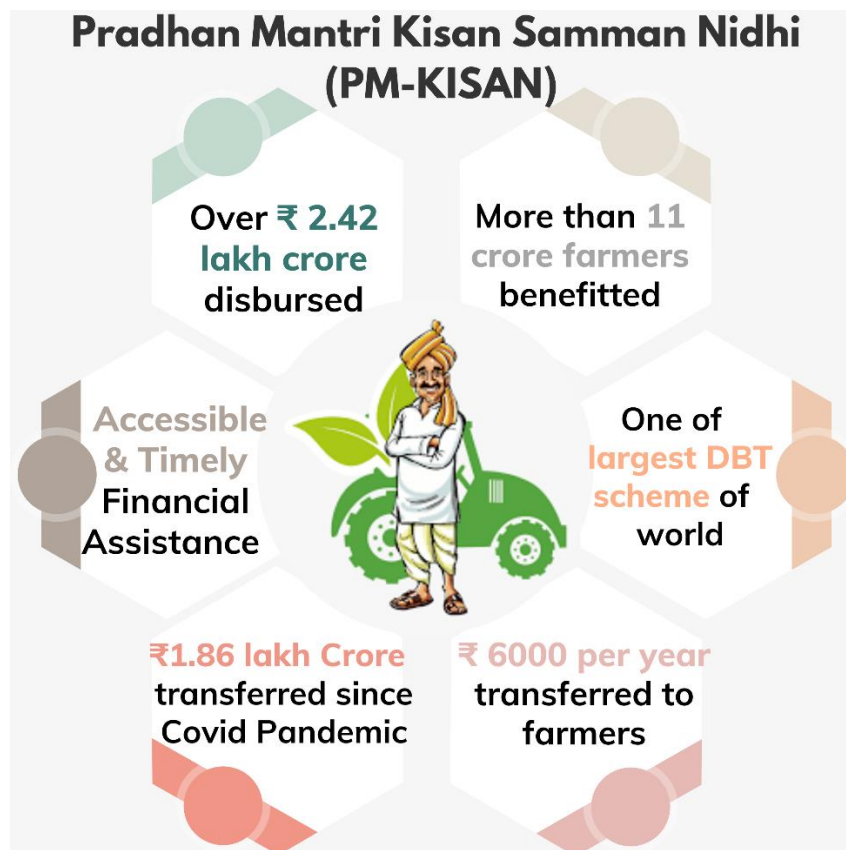 Pradhan Mantri Kisan Samman Nidhi
(PM-KISAN)
Over ₹ 2.42
lakh crore
disbursed
More than 11
crore farmers
benefitted
Accessible
& Timely
Financial
Assistance
One of
largest DBT
scheme of
world
₹1.86 lakh Crore
transferred since
Covid Pandemic
₹ 6000 per year
transferred to
farmers